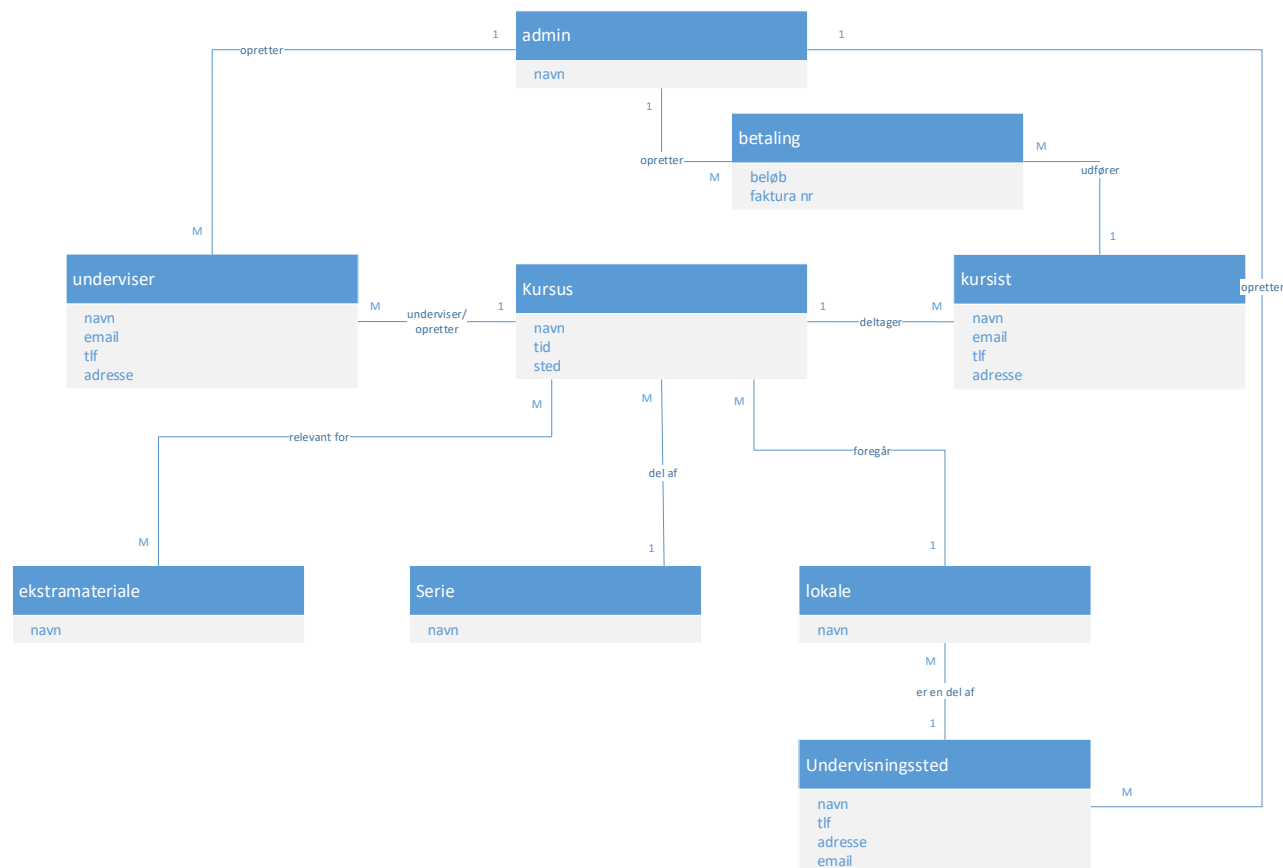 admin
navn
1
1
opretter
1
opretter
M
betaling
beløb
faktura nr
M
udfører
1
M
underviser
navn
email
tlf
adresse
M
underviser/
opretter
1
Kursus
navn
tid
sted
1
deltager
M
kursist
navn
email
tlf
adresse
opretter
M
M
M
relevant for
del af
foregår
M
1
1
ekstramateriale
navn
Serie
navn
lokale
navn
M
er en del af
1
Undervisningssted
navn
tlf
adresse
email
M